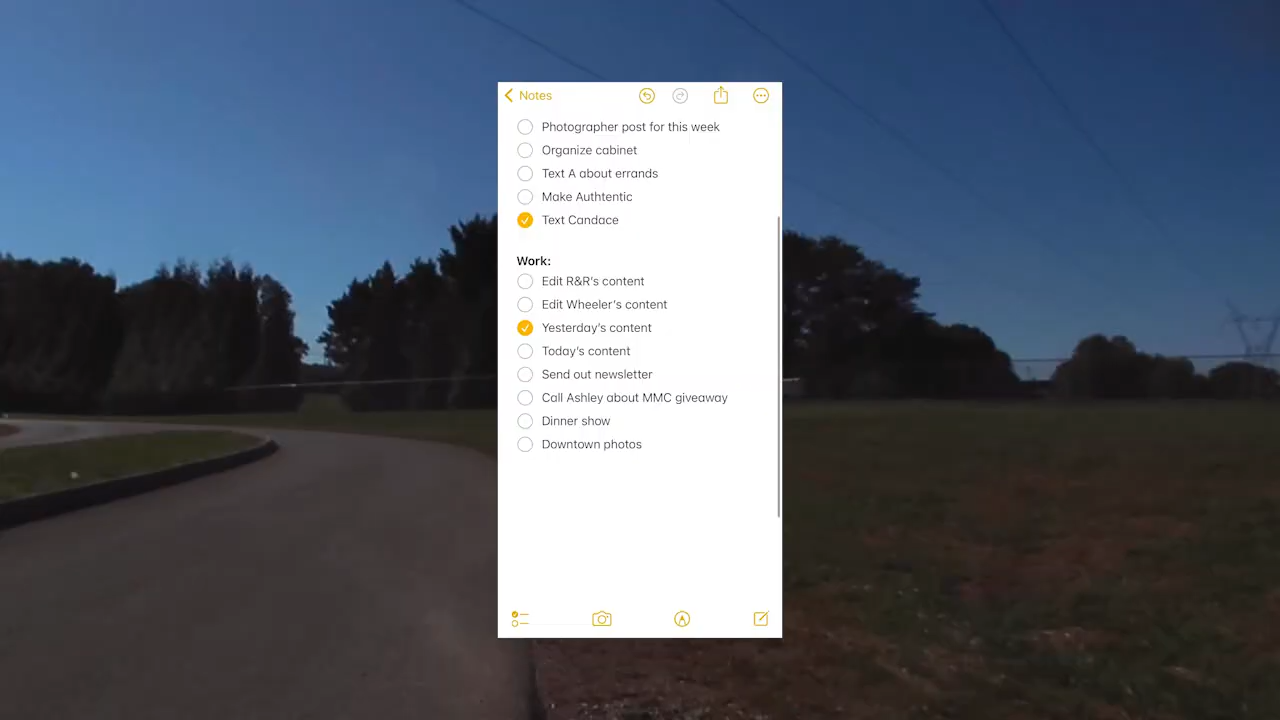 Notes
Photographer post for this week
Organize cabinet
Text A about errands
Make Authtentic
Text Candace
Work:
Edit R&R's content
Edit Wheeler's content
Yesterday's content
Today's content
Send out newsletter
Call Ashley about MMC giveaway
Dinner show
Downtown photos